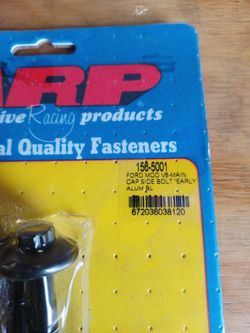 ARP
ive Racing products
al Quality Fasteners
156-5001
FORD MOD V8-MAIN
CAP SIDE BOLT *EARLY
ALUM BL
672036038120